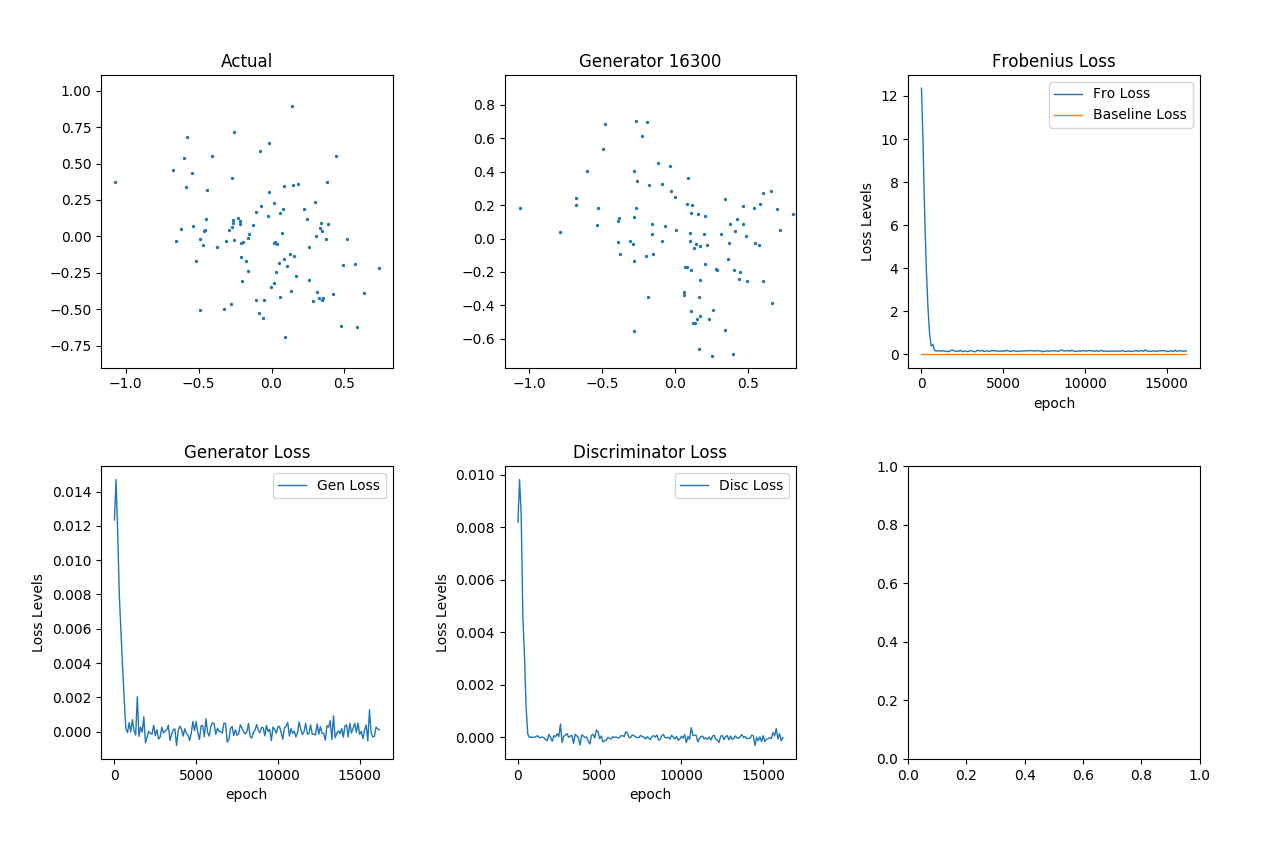 Actual
1.00
0.75
0.50
0.25
0.00
−0.25
−0.50
−0.75
−1.0 −0.5 0.0 0.5
Generator 16300
0.8
0.6
0.4
0.2
0.0
−0.2
−0.4
−0.6
−1.0 −0.5 0.0 0.5
Frobenius Loss
Fro Loss
Baseline Loss
Loss Levels
12
10
8
6
4
2
0
0 5000 10000 15000
epoch
Generator Loss
Gen Loss
Loss Levels
0.014
0.012
0.010
0.008
0.006
0.004
0.002
0.000
0 5000 10000 15000
epoch
Discriminator Loss
Disc Loss
Loss Levels
0.010
0.008
0.006
0.004
0.002
0.000
0 5000 10000 15000
epoch
1.0
0.8
0.6
0.4
0.2
0.0
0.0 0.2 0.4 0.6 0.8 1.0